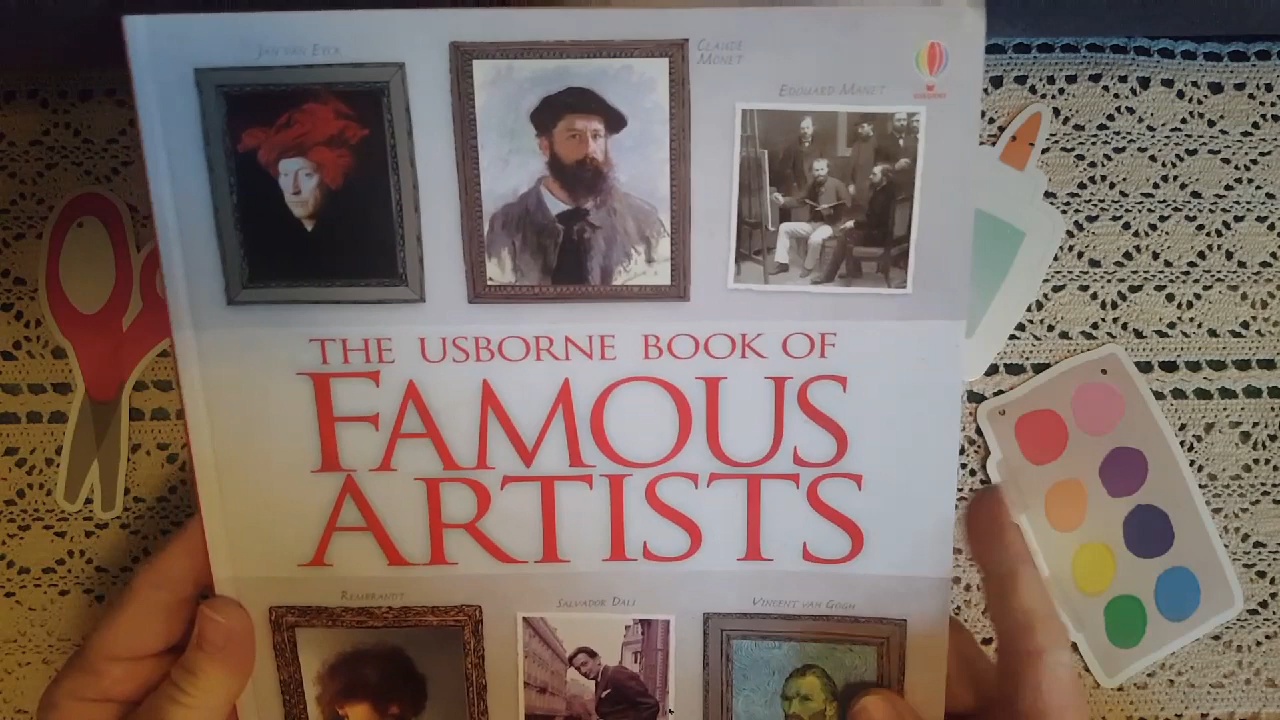 JAN VAN EYCK
CLAUDE
MONET
EDOUARD MANET
USBORNE
THE USBORNE BOOK OF
FAMOUS
ARTISTS
REMBRANDT
SALVADOR DALI
VINCENT VAN GOGH